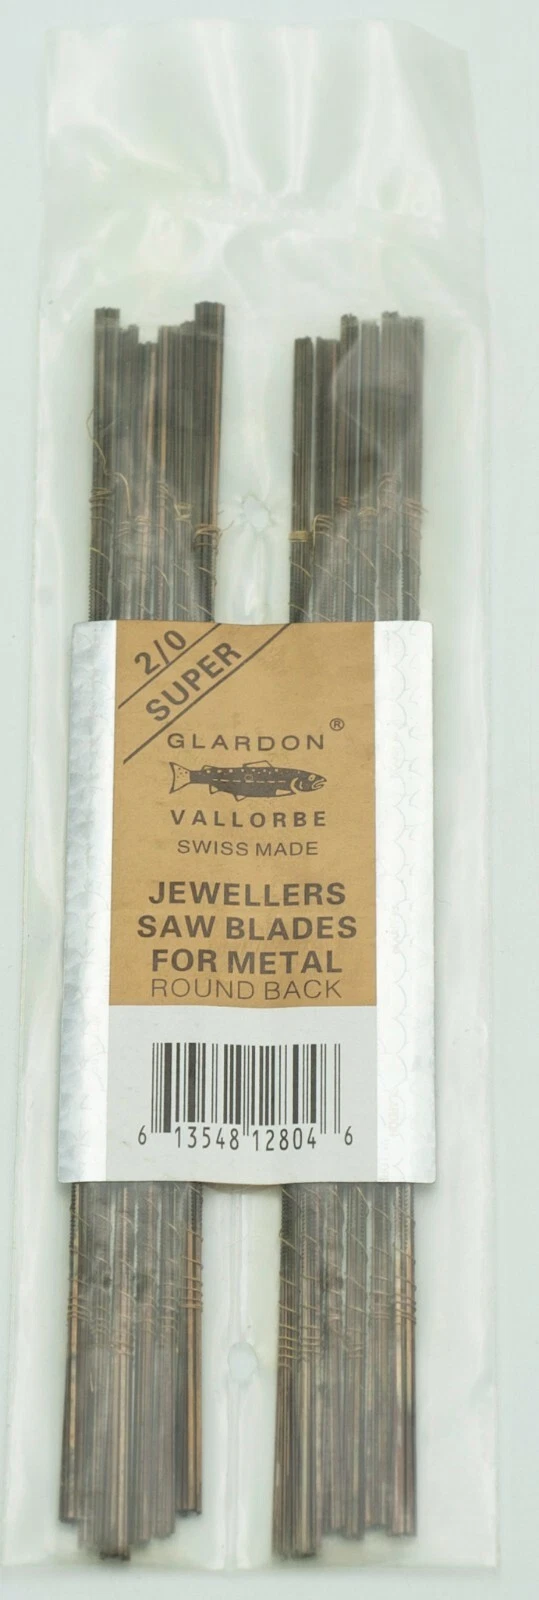 2/0
SUPER
GLARDON®
VALLORBE
SWISS MADE
JEWELLERS
SAW BLADES
FOR METAL
ROUND BACK
6 13548 12804 6